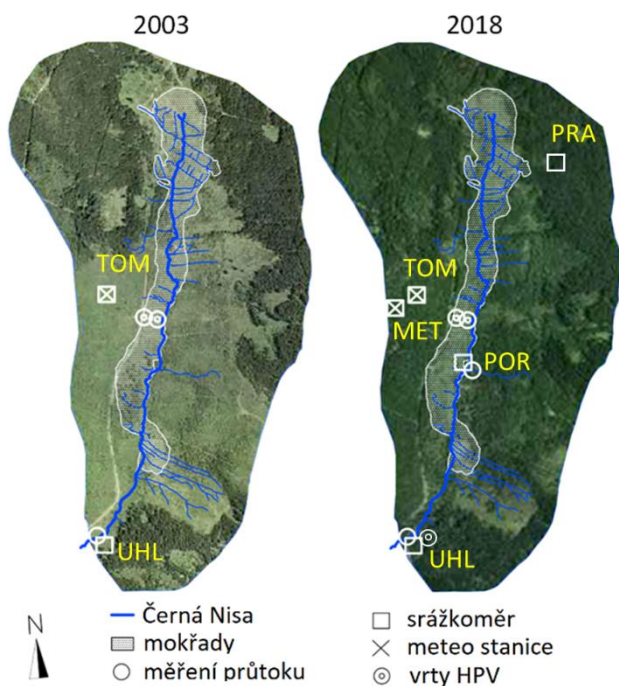 2003
2018
TOM
UHL
PRA
TOM
MET
POR
UHL
N
Černá Nisa
mokřady
měření průtoku
srážkoměr
meteo stanice
vrty HPV